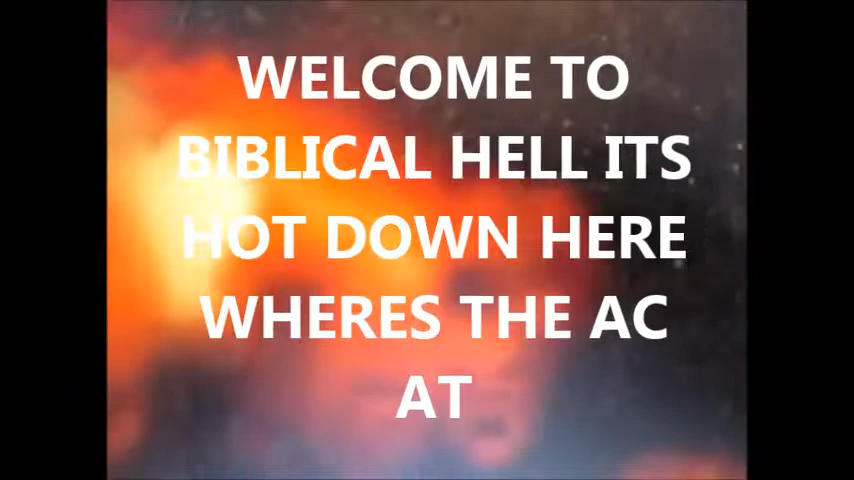 WELCOME TO
BIBLICAL HELL ITS
HOT DOWN HERE
WHERES THE AC
AT